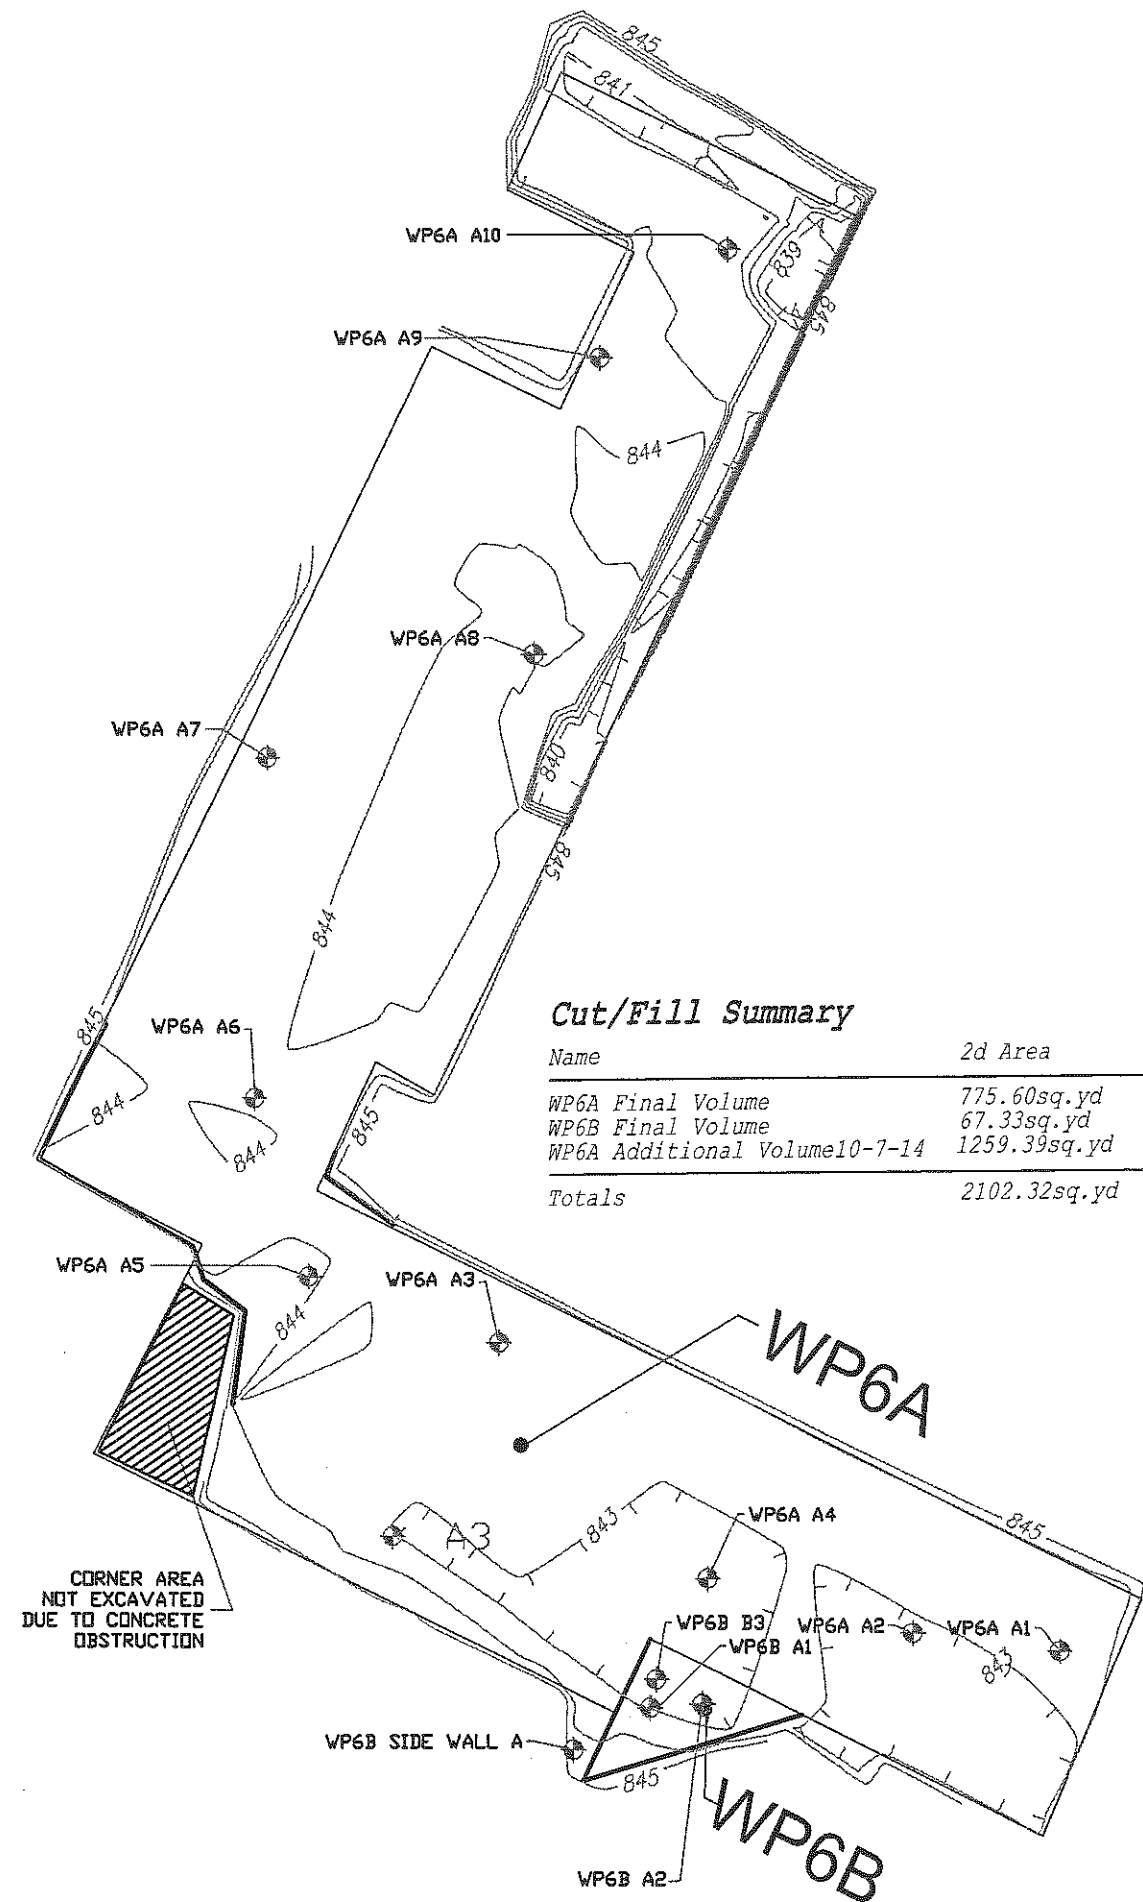 845
841
WP6A A10
839
845
WP6A A9
844
WP6A A8
WP6A A7
840
845
844
845
WP6A A6
844
844
845
Cut/Fill Summary
Name 2d Area
WP6A Final Volume 775.60sq.yd
WP6B Final Volume 67.33sq.yd
WP6A Additional Volume10-7-14 1259.39sq.yd
Totals 2102.32sq.yd
WP6A A5
844
WP6A A3
WP6A
A3
843
WP6A A4
845
CORNER AREA
NOT EXCAVATED
DUE TO CONCRETE
OBSTRUCTION
WP6B B3
WP6B A1
WP6A A2
WP6A A1
843
WP6B SIDE WALL A
845
WP6B
WP6B A2